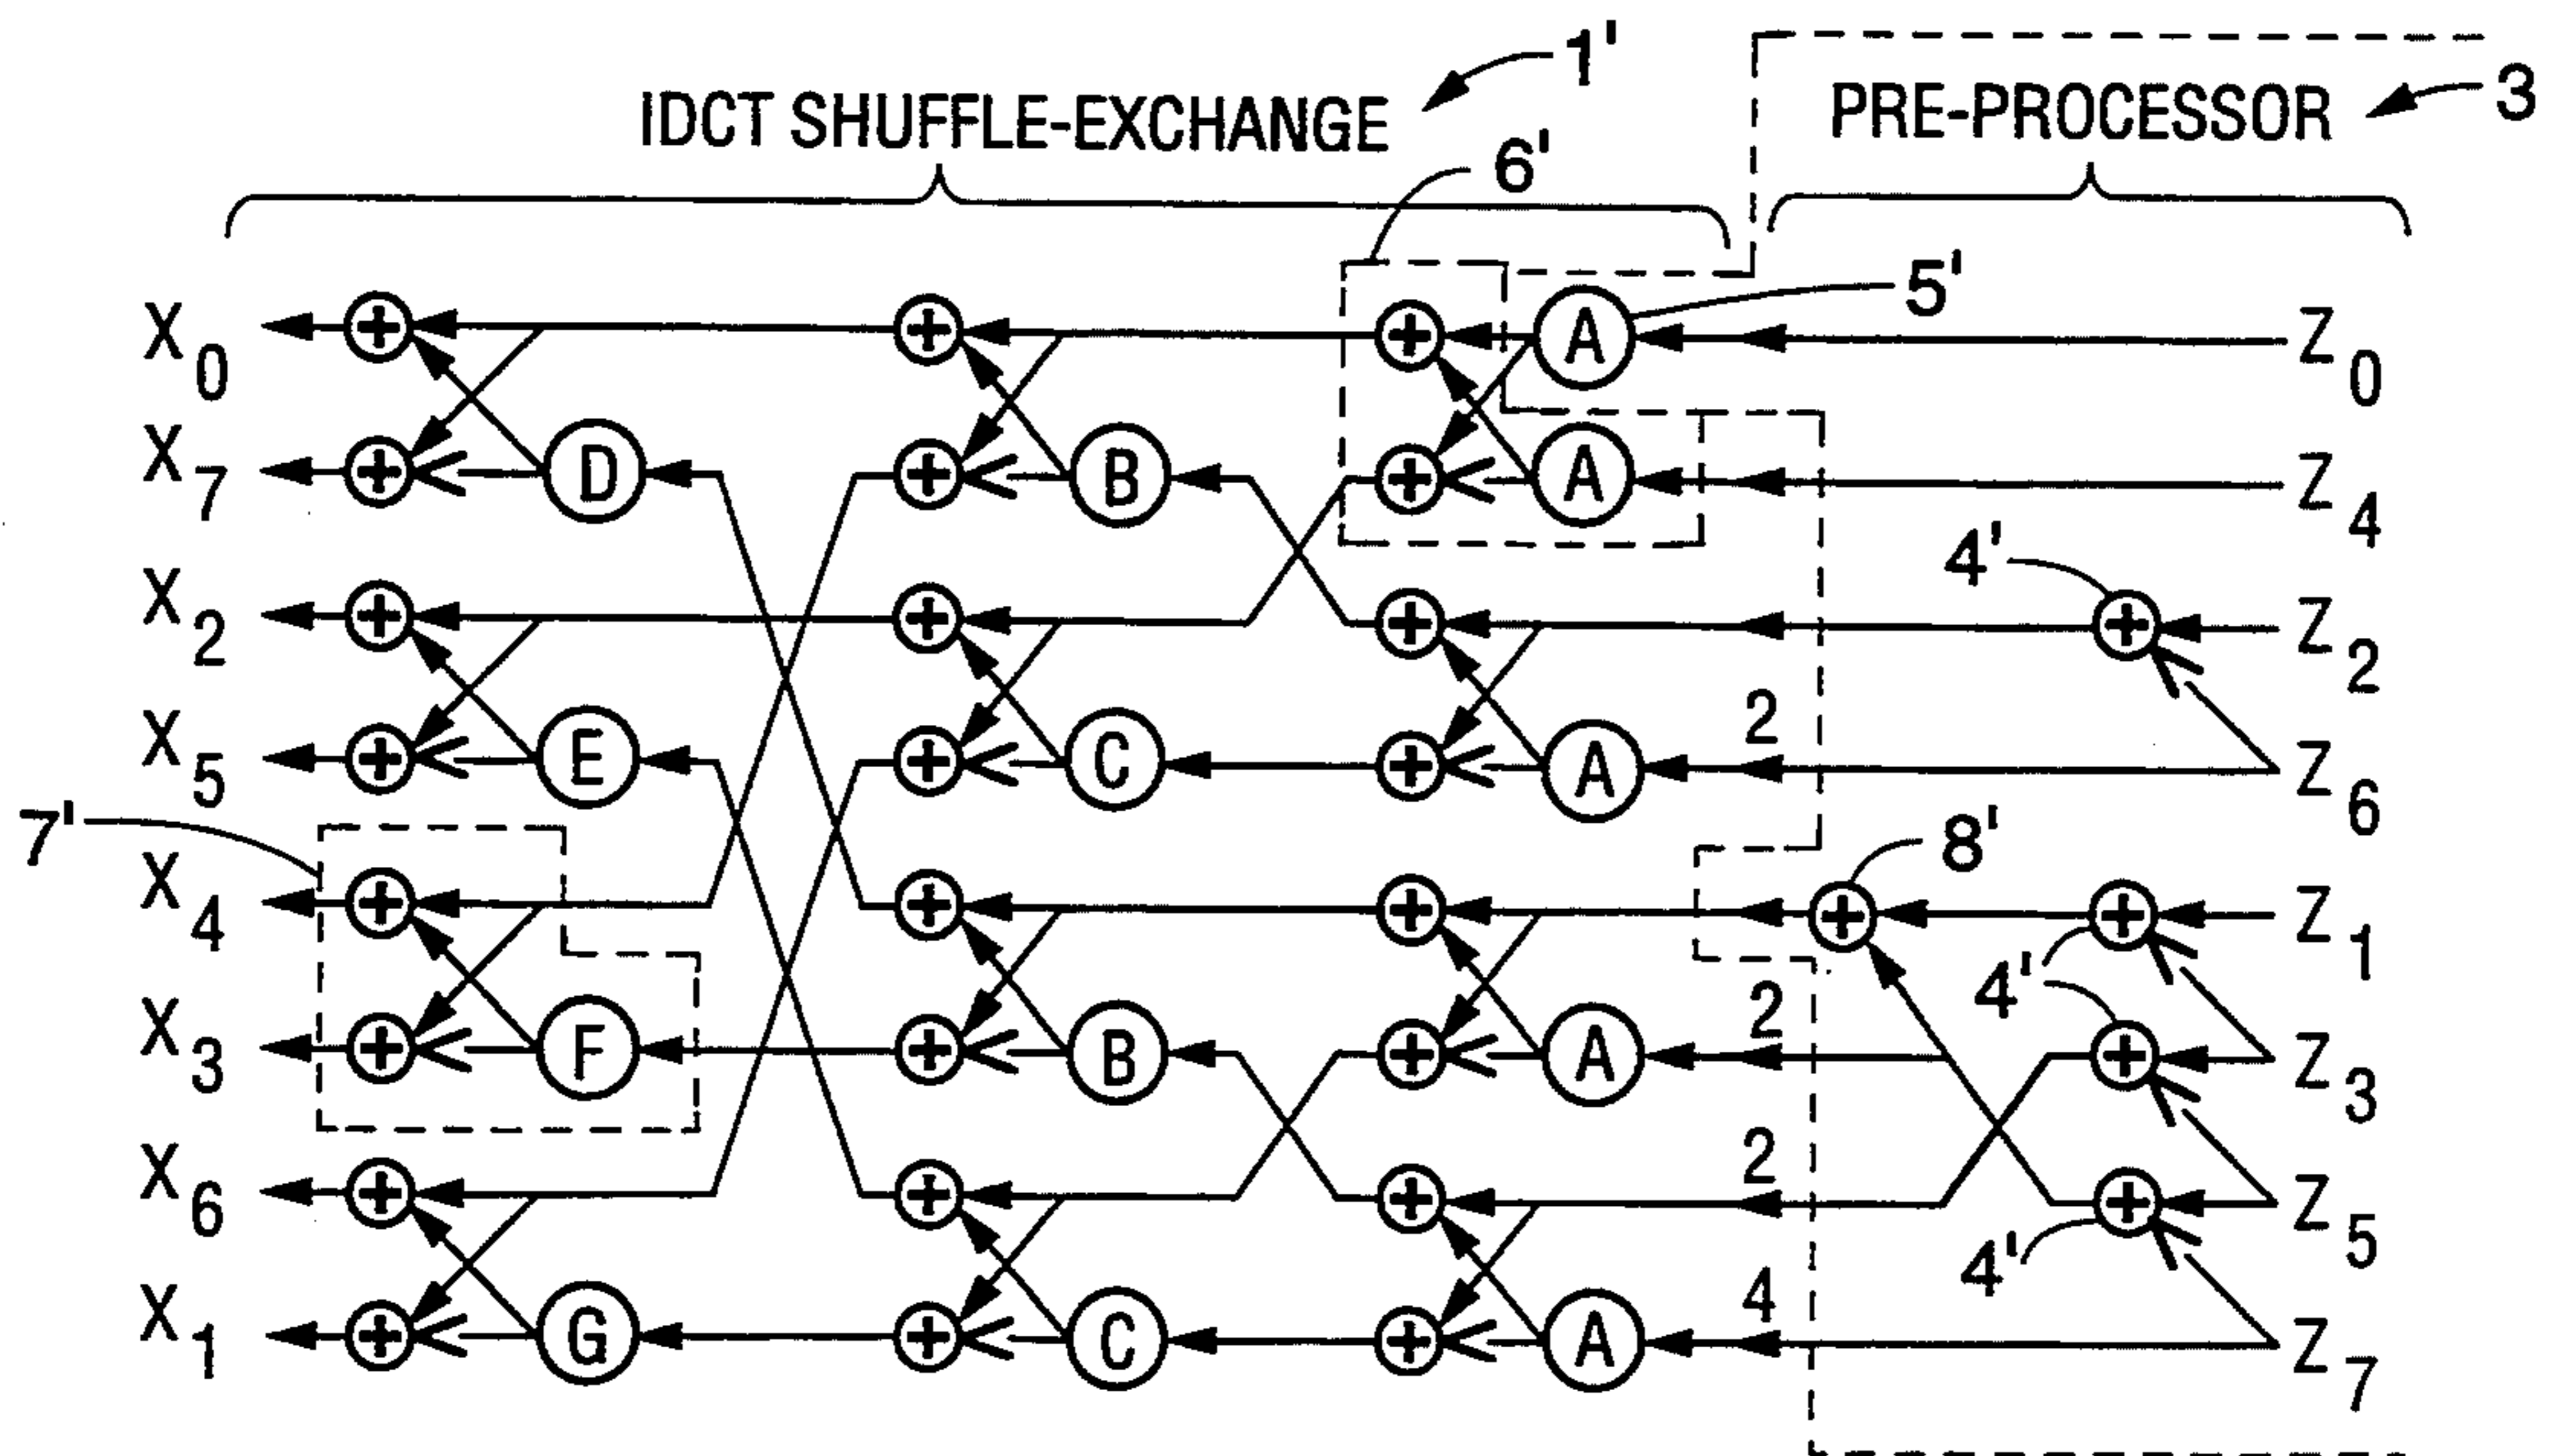 1'
IDCT SHUFFLE-EXCHANGE
PRE-PROCESSOR
3
6'
5'
X0
+
+
+
A
Z0
X7
+
D
+
B
+
A
Z4
4'
X2
+
+
+
+
Z2
X5
+
E
+
C
+
A
2
Z6
7'
8'
X4
+
+
+
+
+
Z1
4'
X3
+
F
+
B
+
A
2
+
Z3
X6
+
+
+
2
+
Z5
4'
X1
+
G
+
C
+
A
4
Z7